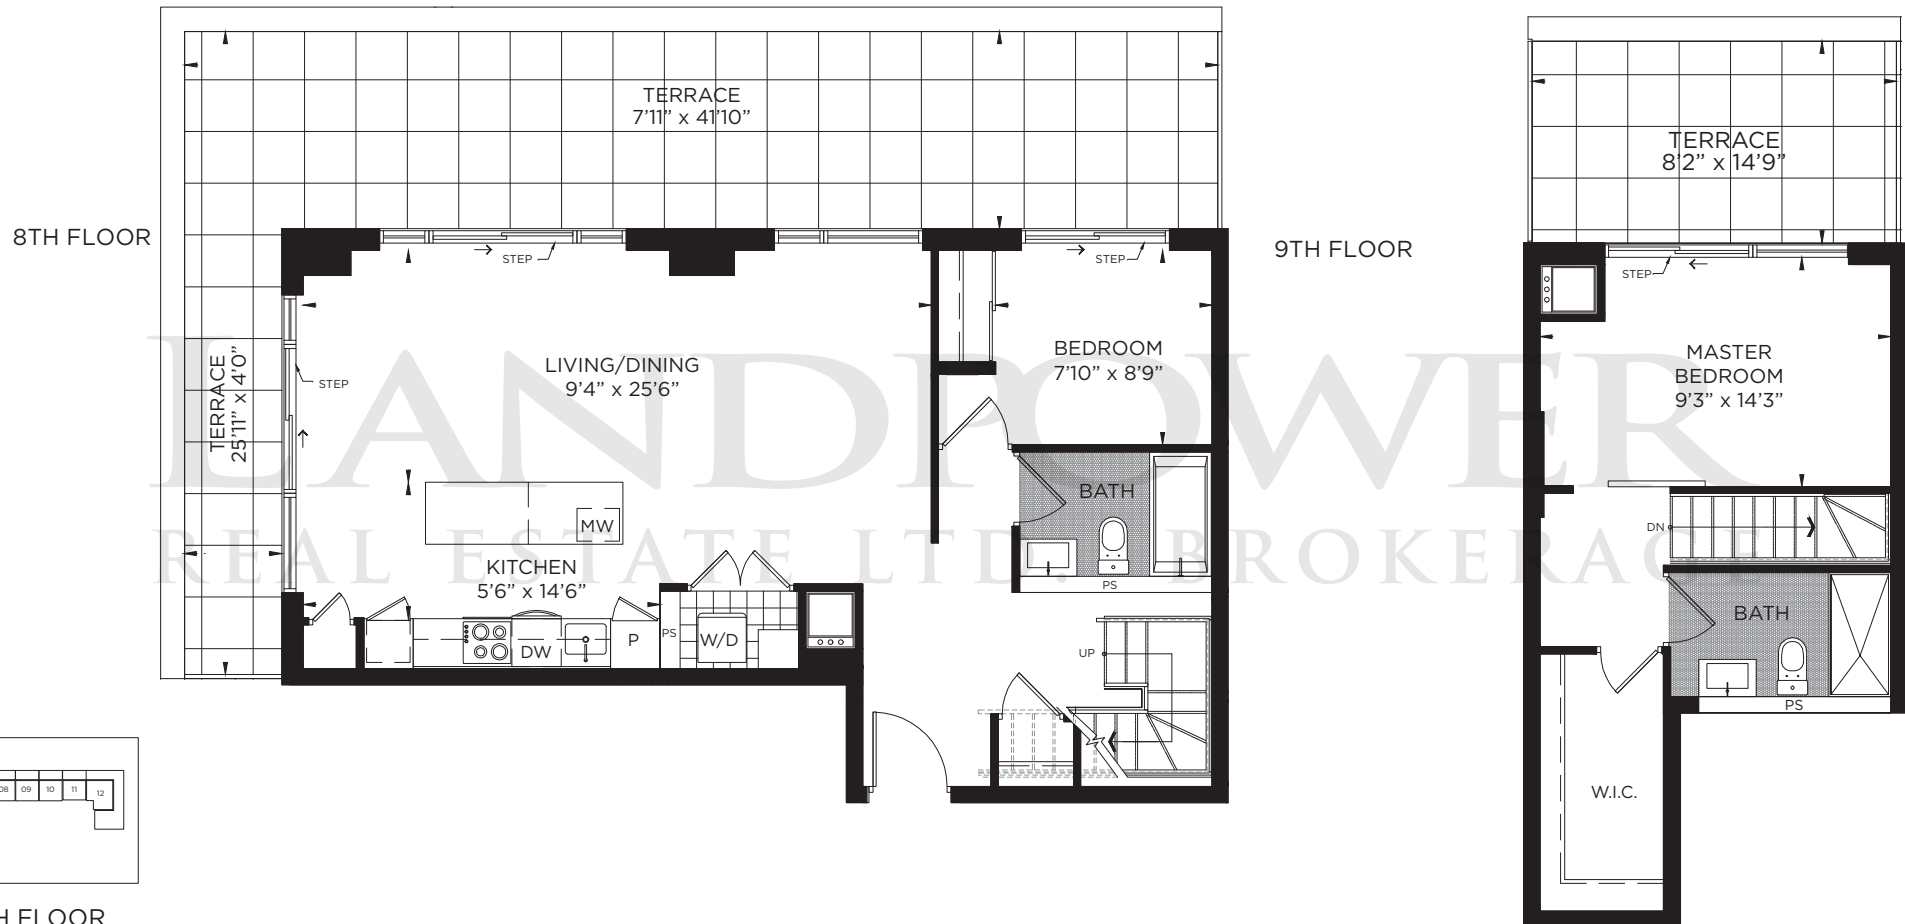 8TH FLOOR
TERRACE
7'11" x 41'10"
TERRACE
25'11" x 4'0"
STEP
STEP
STEP
LIVING/DINING
9'4" x 25'6"
BEDROOM
7'10" x 8'9"
BATH
PS
MW
KITCHEN
5'6" x 14'6"
DW
P
PS
W/D
UP
9TH FLOOR
TERRACE
8'2" x 14'9"
STEP
MASTER
BEDROOM
9'3" x 14'3"
DN
BATH
PS
W.I.C.
LANDPOWER
REAL ESTATE LTD. BROKERAGE
08 09 10 11 12
H FLOOR